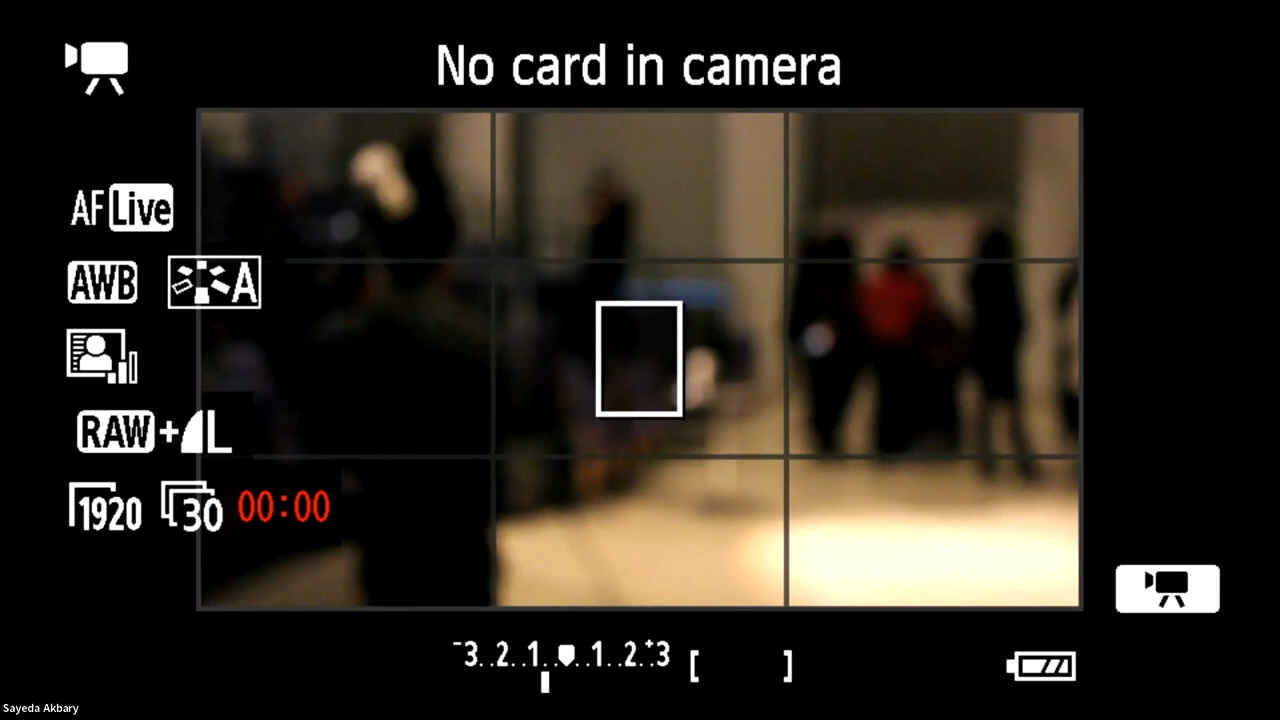 No card in camera
AF Live
AWB A
RAW+L
1920 30 00:00
-3..2..1..▼..1..2..+3 [ ]
Sayeda Akbary